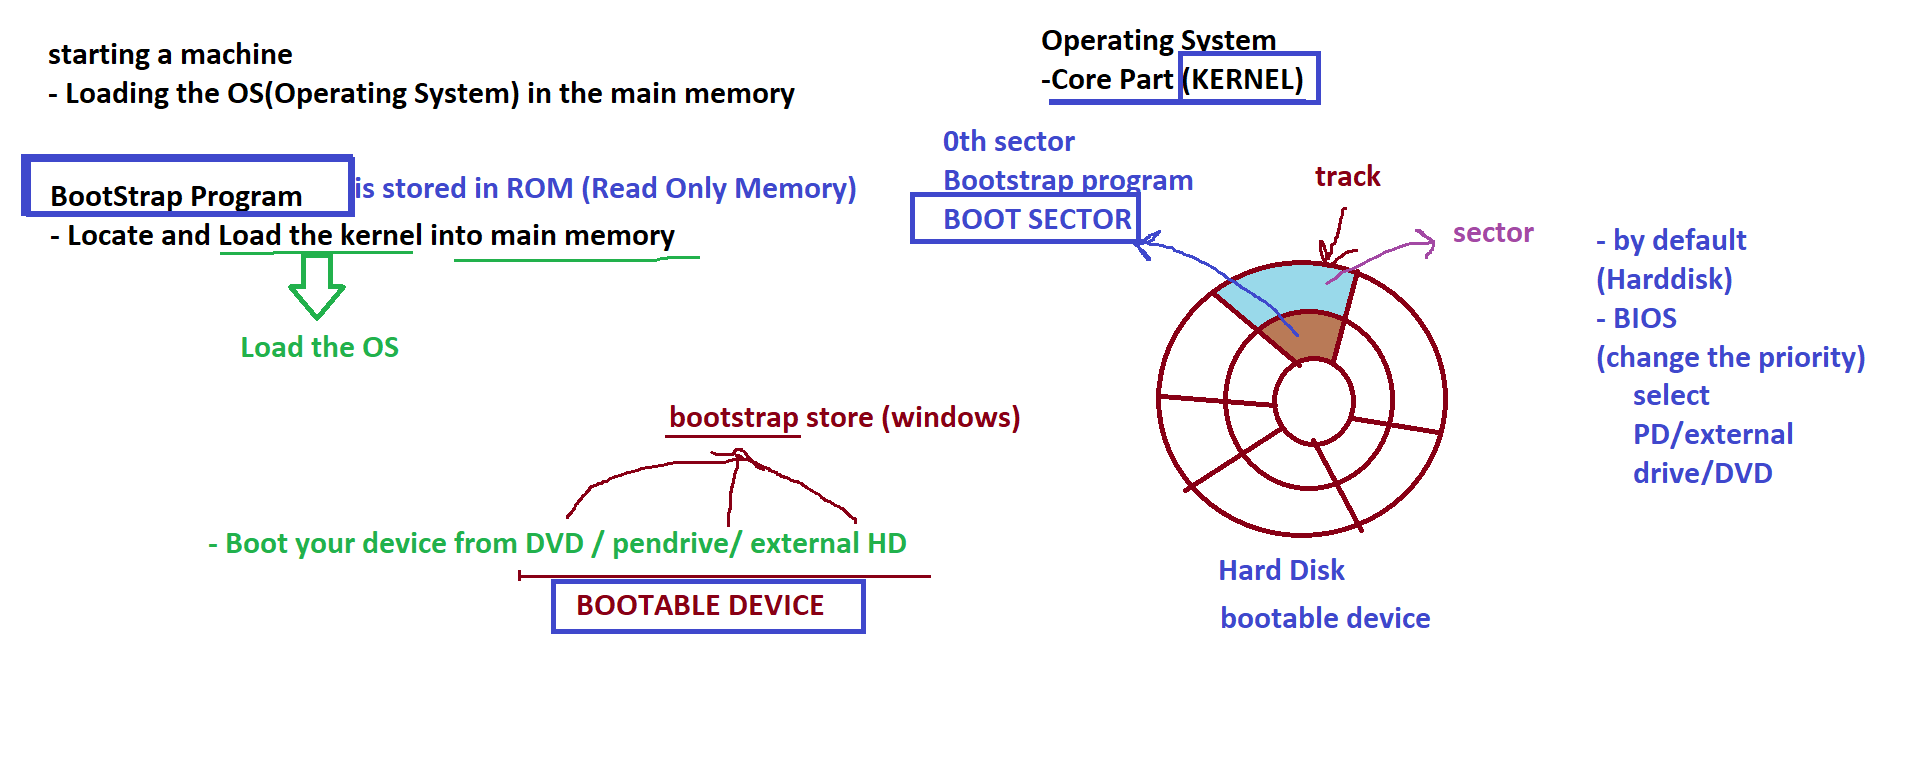 starting a machine
- Loading the OS(Operating System) in the main memory
BootStrap Program is stored in ROM (Read Only Memory)
- Locate and Load the kernel into main memory
Load the OS
bootstrap store (windows)
- Boot your device from DVD / pendrive/ external HD
BOOTABLE DEVICE
Operating System
-Core Part (KERNEL)
0th sector
Bootstrap program
BOOT SECTOR
track
sector
Hard Disk
bootable device
- by default
(Harddisk)
- BIOS
(change the priority)
select
PD/external
drive/DVD